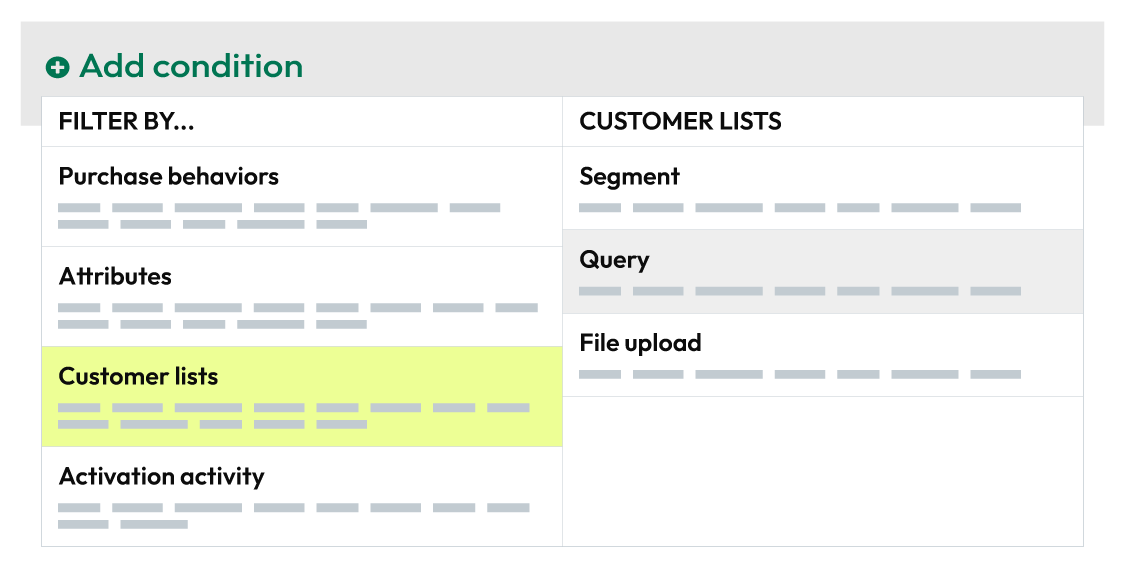 Add condition
FILTER BY...
Purchase behaviors
Attributes
Customer lists
Activation activity
CUSTOMER LISTS
Segment
Query
File upload